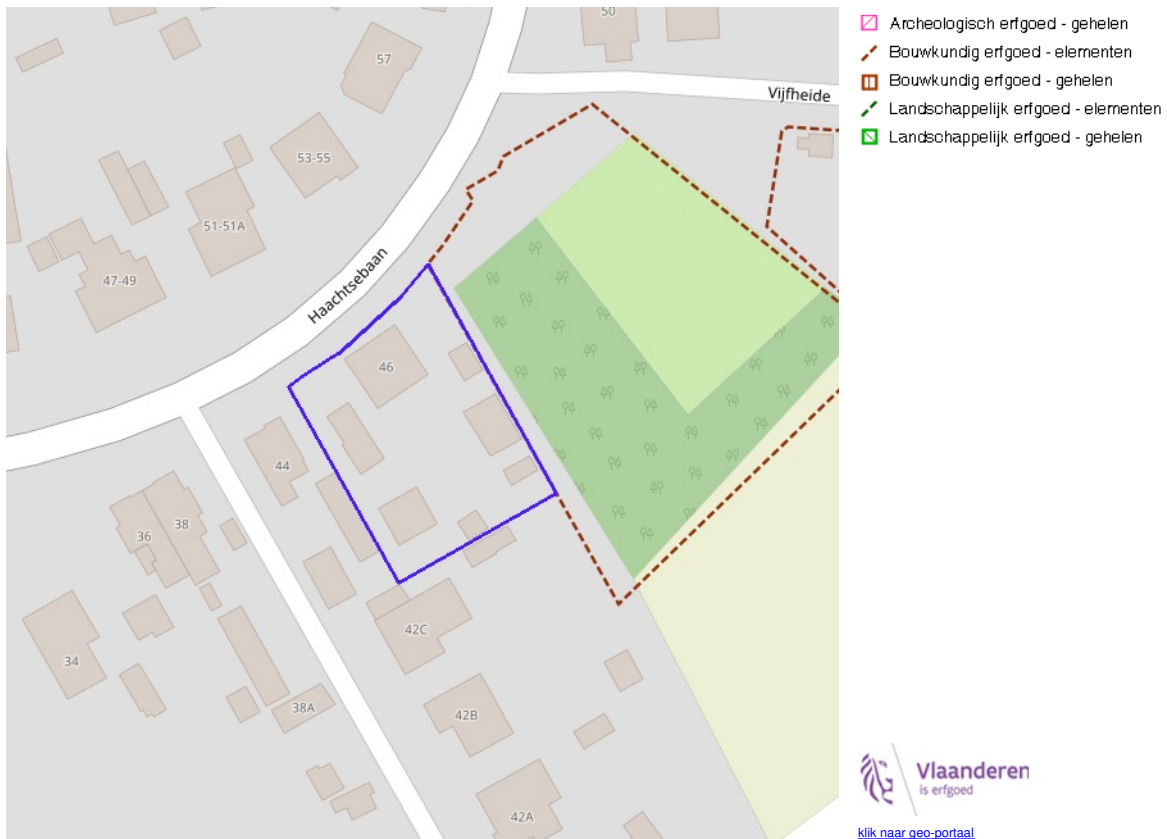 50
57
Vijfheide
53-55
51-51A
47-49
Haachtsebaan
46
44
38
36
42C
34
38A
42B
42A
Archeologisch erfgoed - gehelen
Bouwkundig erfgoed - elementen
Bouwkundig erfgoed - gehelen
Landschappelijk erfgoed - elementen
Landschappelijk erfgoed - gehelen
Vlaanderen
is erfgoed
klik naar geo-portaal